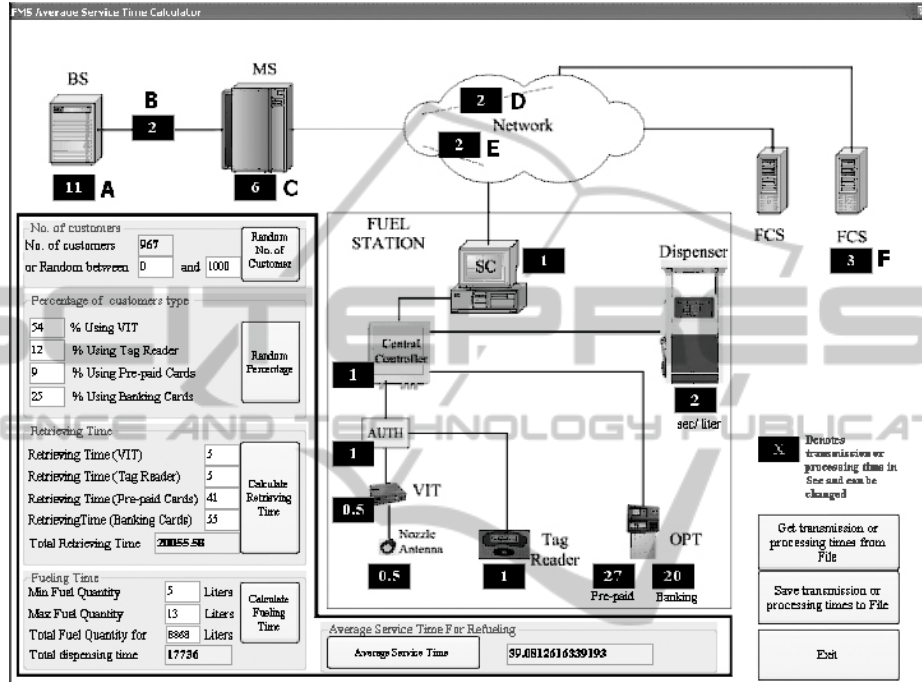 FMS Average Service Time Calculator
BS
MS
B
2
2 D
Network
2 E
11 A
6 C
FCS
FCS
3 F
No. of customers
No. of customers 967
or Random between 0 and 1000
Random No. of Customer
Percentage of customers type
54 % Using VIT
12 % Using Tag Reader
9 % Using Pre-paid Cards
25 % Using Banking Cards
Random Percentage
Retrieving Time
Retrieving Time (VIT) 5
Retrieving Time (Tag Reader) 5
Retrieving Time (Pre-paid Cards) 41
RetrievingTime (Banking Cards)
Total Retrieving Time 20055.58
Calculate Retrieving Time
Fueling Time
Min Fuel Quantity 5 Liters
Max Fuel Quantity 13 Liters
Total Fuel Quantity for 8868 Liters
Total dispensing time 17736
Calculate Fueling Time
FUEL STATION
SC
1
Dispenser
2
sec/ liter
Central Controller
1
AUTH
1
VIT
0.5
Nozzle Antenna
0.5
Tag Reader
1
OPT
27
Pre-paid
20
Banking
Average Service Time For Refueling
Average Service Time 39.0812616339193
X
Denotes transmission or processing time in Sec and can be changed
Get transmission or processing times from File
Save transmission or processing times to File
Exit
SCITEPRESS
SCIENCE AND TECHNOLOGY PUBLICAT